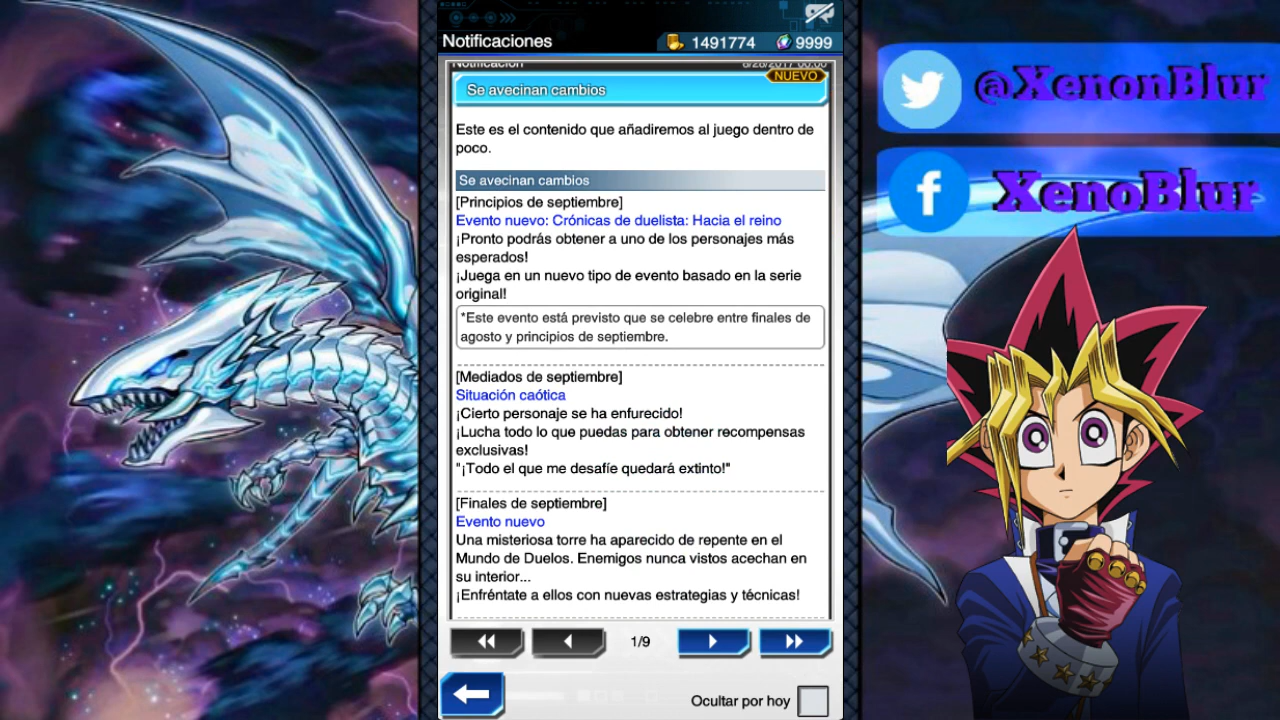 Notificaciones
1491774
9999
Notificación
8/28/2017 00:00
NUEVO
Se avecinan cambios
Este es el contenido que añadiremos al juego dentro de
poco.
Se avecinan cambios
[Principios de septiembre]
Evento nuevo: Crónicas de duelista: Hacia el reino
¡Pronto podrás obtener a uno de los personajes más
esperados!
¡Juega en un nuevo tipo de evento basado en la serie
original!
*Este evento está previsto que se celebre entre finales de
agosto y principios de septiembre.
[Mediados de septiembre]
Situación caótica
¡Cierto personaje se ha enfurecido!
¡Lucha todo lo que puedas para obtener recompensas
exclusivas!
"¡Todo el que me desafíe quedará extinto!"
[Finales de septiembre]
Evento nuevo
Una misteriosa torre ha aparecido de repente en el
Mundo de Duelos. Enemigos nunca vistos acechan en
su interior...
¡Enfréntate a ellos con nuevas estrategias y técnicas!
1/9
Ocultar por hoy
@XenonBlur
XenoBlur